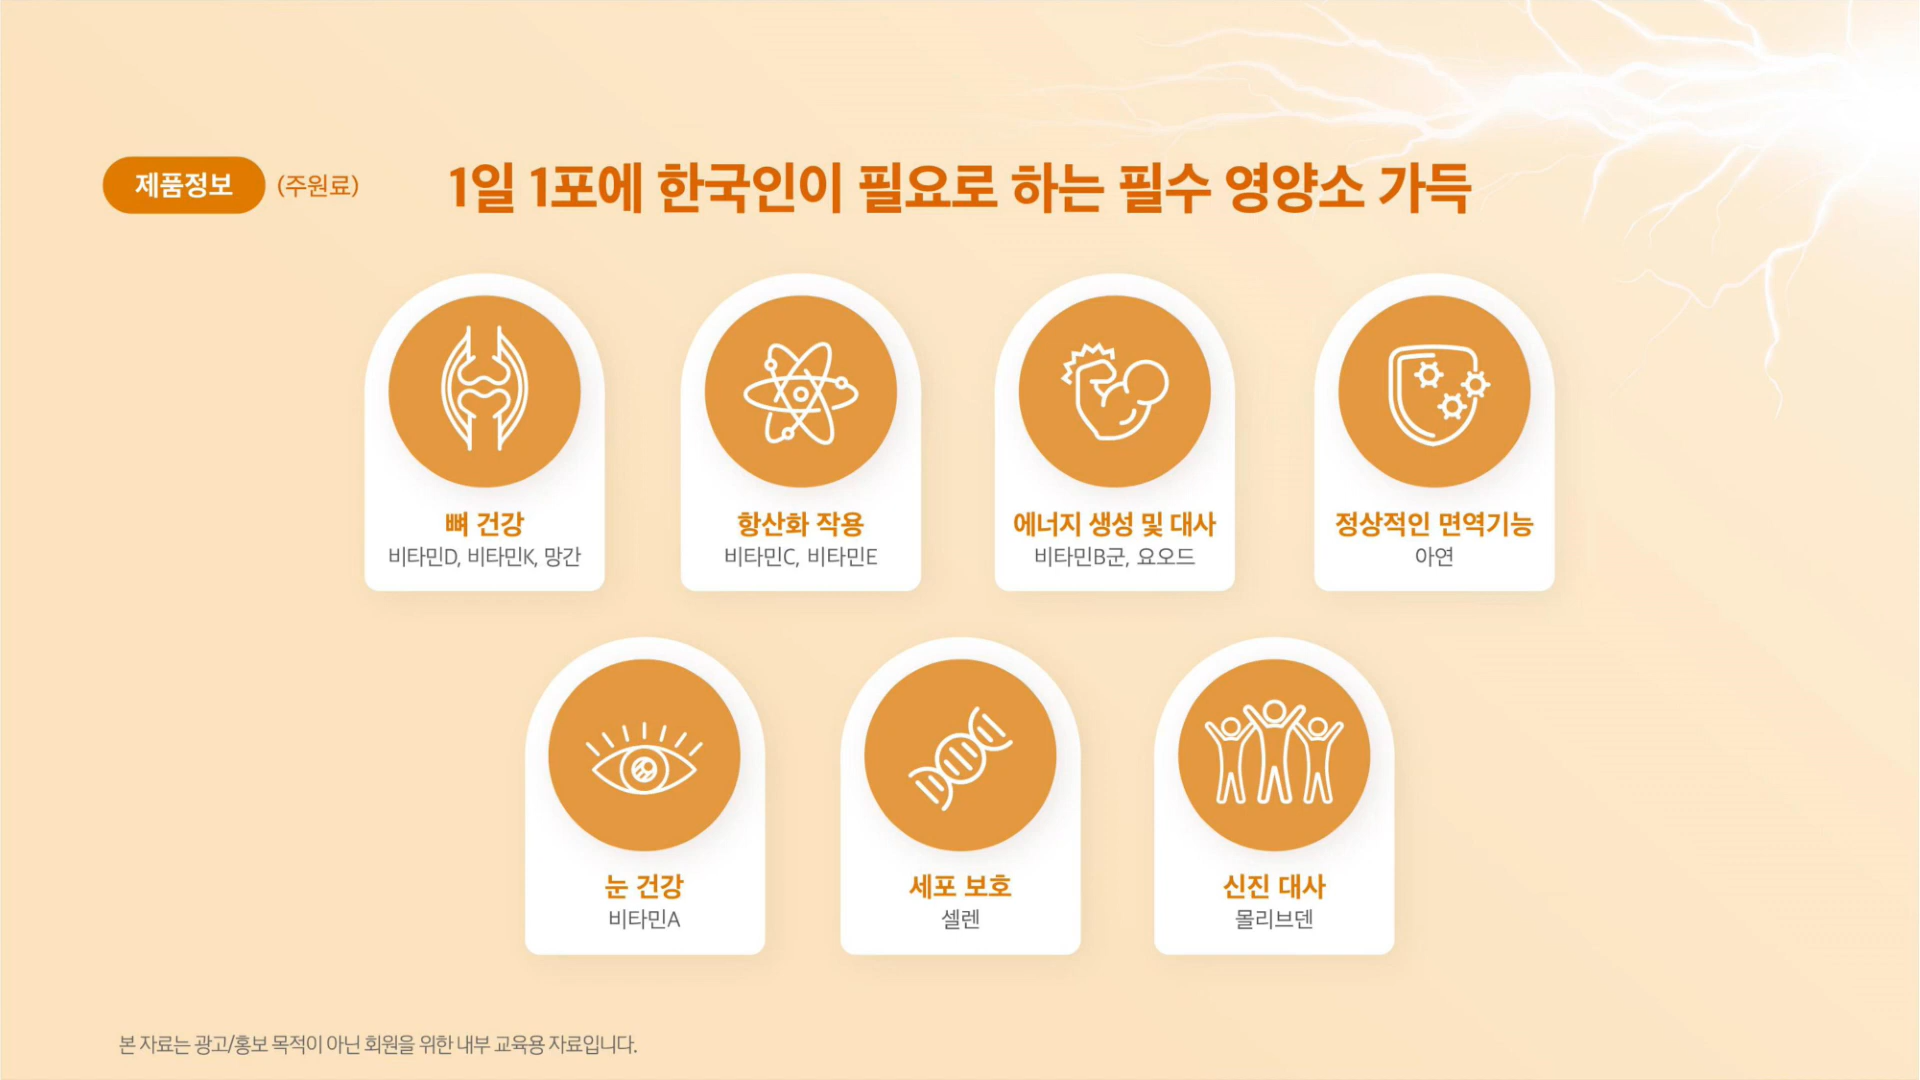 제품정보 (주원료) 1일 1포에 한국인이 필요로 하는 필수 영양소 가득
뼈 건강
비타민D, 비타민K, 망간
항산화 작용
비타민C, 비타민E
에너지 생성 및 대사
비타민B군, 요오드
정상적인 면역기능
아연
눈 건강
비타민A
세포 보호
셀렌
신진 대사
몰리브덴
본 자료는 광고/홍보 목적이 아닌 회원을 위한 내부 교육용 자료입니다.